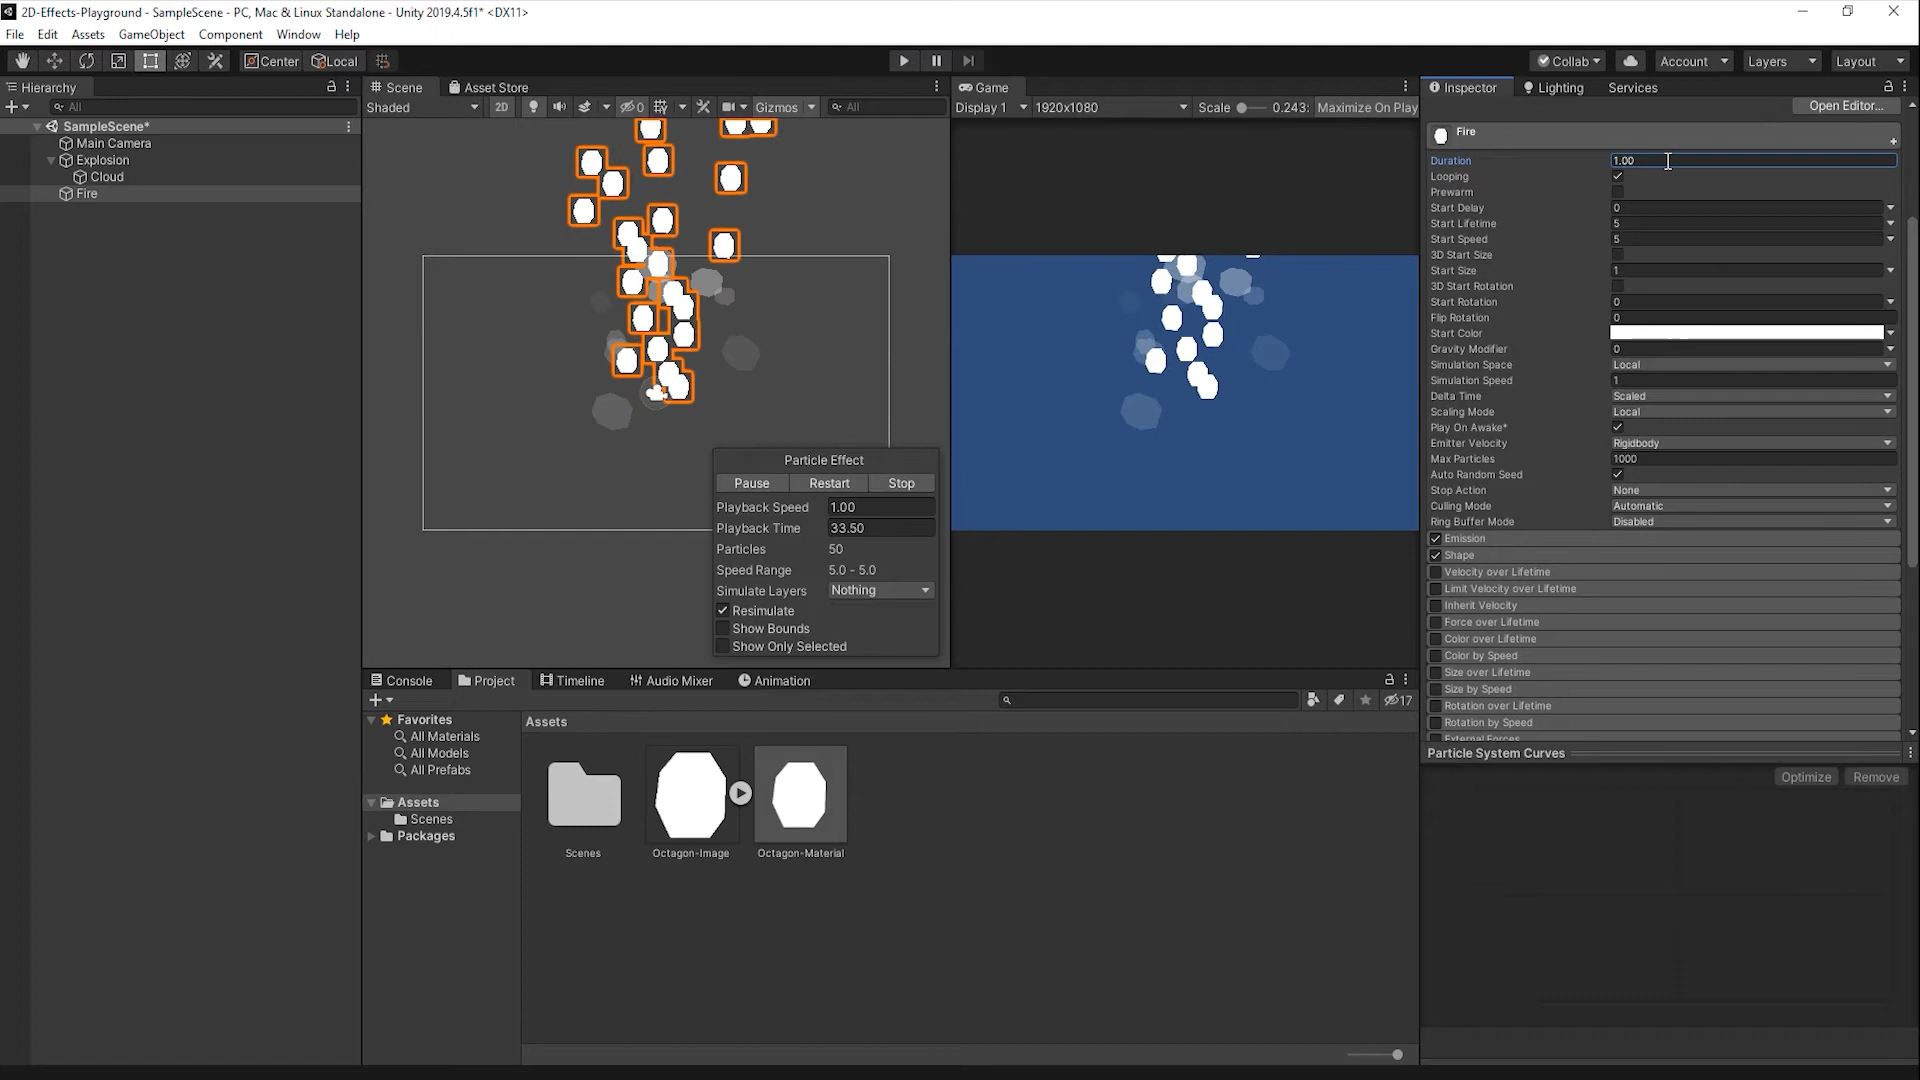 2D-Effects-Playground - SampleScene - PC, Mac & Linux Standalone - Unity 2019.4.5f1* <DX11>
File Edit Assets GameObject Component Window Help
Center Local Collab Account Layers Layout
Hierarchy
All
SampleScene*
Main Camera
Explosion
Cloud
Fire
Scene Asset Store
Shaded 2D 0 Gizmos All
Particle Effect
Pause Restart Stop
Playback Speed 1.00
Playback Time 33.50
Particles 50
Speed Range 5.0 - 5.0
Simulate Layers Nothing
Resimulate
Show Bounds
Show Only Selected
Game
Display 1 1920x1080 Scale 0.243: Maximize On Play
Console Project Timeline Audio Mixer Animation
17
Favorites
All Materials
All Models
All Prefabs
Assets
Scenes
Packages
Assets
Scenes Octagon-Image Octagon-Material
Inspector Lighting Services
Open Editor...
Fire
Duration 1.00
Looping
Prewarm
Start Delay 0
Start Lifetime 5
Start Speed 5
3D Start Size
Start Size 1
3D Start Rotation
Start Rotation 0
Flip Rotation 0
Start Color
Gravity Modifier 0
Simulation Space Local
Simulation Speed 1
Delta Time Scaled
Scaling Mode Local
Play On Awake*
Emitter Velocity Rigidbody
Max Particles 1000
Auto Random Seed
Stop Action None
Culling Mode Automatic
Ring Buffer Mode Disabled
Emission
Shape
Velocity over Lifetime
Limit Velocity over Lifetime
Inherit Velocity
Force over Lifetime
Color over Lifetime
Color by Speed
Size over Lifetime
Size by Speed
Rotation over Lifetime
Rotation by Speed
External Forces
Particle System Curves
Optimize Remove